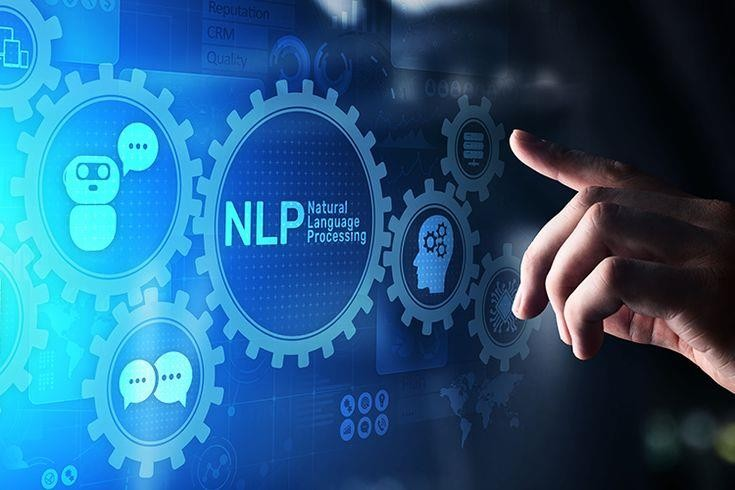 Reputation
CRM
Quality
NLP
Natural
Language
Processing